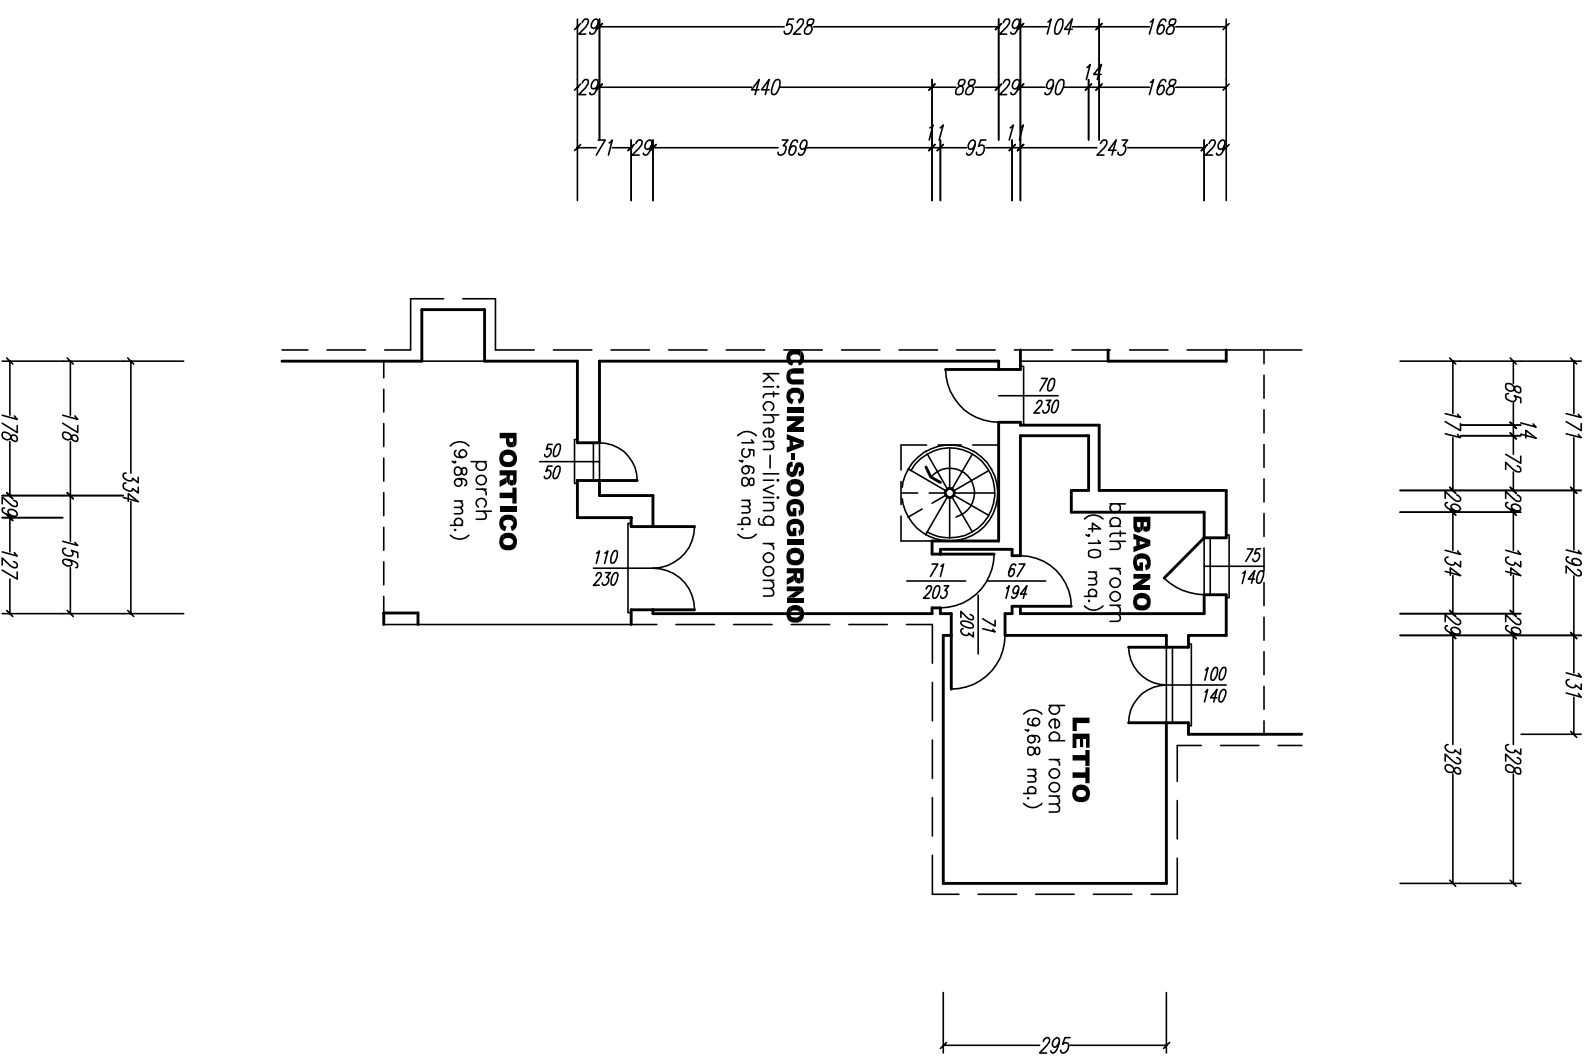 29 528 29 104 168
14
29 440 88 29 90 168
11 11
71 29 369 95 243 29
178 29 127
178 156
334
PORTICO
porch
(9,86 mq.)
50
50
110
230
CUCINA-SOGGIORNO
kitchen-living room
(15,68 mq.)
70
230
71
203
67
194
71
203
BAGNO
bath room
(4,10 mq.)
75
140
100
140
LETTO
bed room
(9,68 mq.)
171 29 134 29 328
85 14 72 29 134 29 328
171 192 131
295